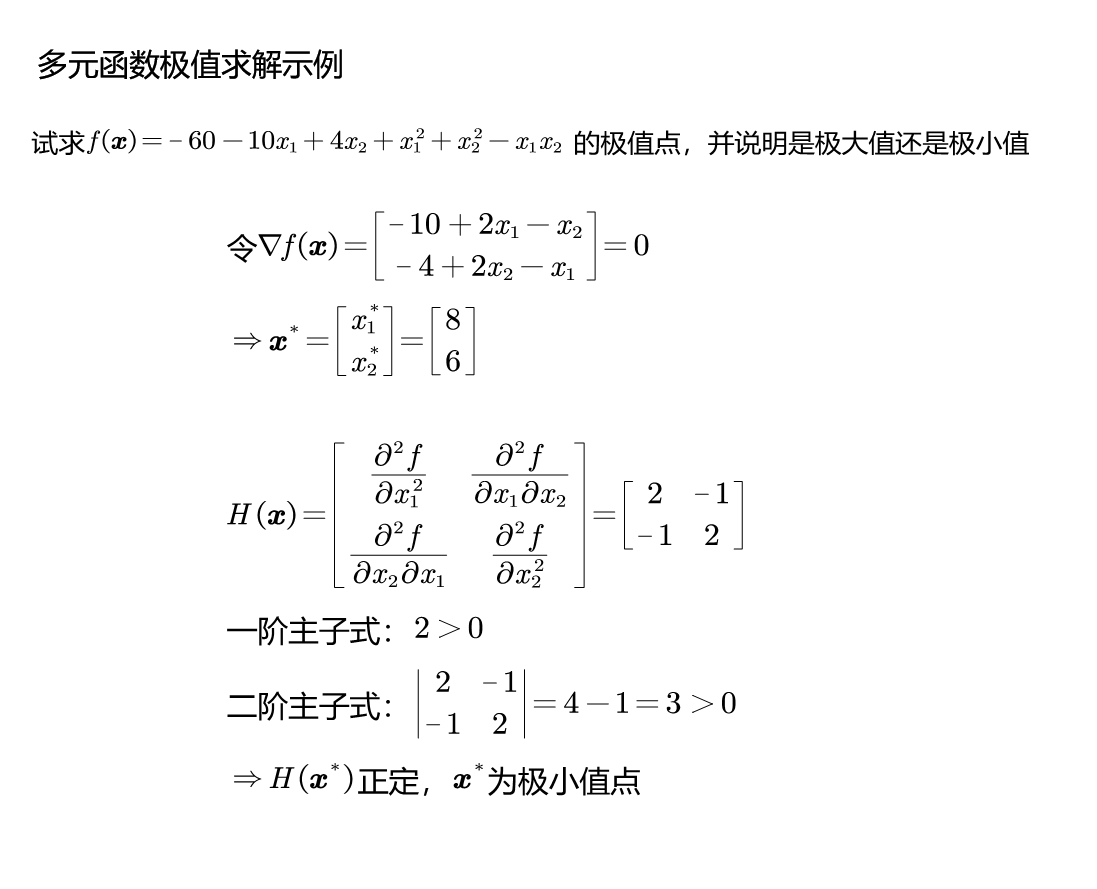 多元函数极值求解示例
试求 $f(\boldsymbol{x})=-60-10x_1+4x_2+x_1^2+x_2^2-x_1x_2$ 的极值点，并说明是极大值还是极小值
令 $\nabla f(\boldsymbol{x})=\begin{bmatrix}-10+2x_1-x_2\\-4+2x_2-x_1\end{bmatrix}=0$
$\Rightarrow \boldsymbol{x}^*=\begin{bmatrix}x_1^*\\x_2^*\end{bmatrix}=\begin{bmatrix}8\\6\end{bmatrix}$
$H(\boldsymbol{x})=\begin{bmatrix}\frac{\partial^2 f}{\partial x_1^2}&\frac{\partial^2 f}{\partial x_1\partial x_2}\\\frac{\partial^2 f}{\partial x_2\partial x_1}&\frac{\partial^2 f}{\partial x_2^2}\end{bmatrix}=\begin{bmatrix}2&-1\\-1&2\end{bmatrix}$
一阶主子式：$2>0$
二阶主子式：$\begin{vmatrix}2&-1\\-1&2\end{vmatrix}=4-1=3>0$
$\Rightarrow H(\boldsymbol{x}^*)$正定，$\boldsymbol{x}^*$为极小值点